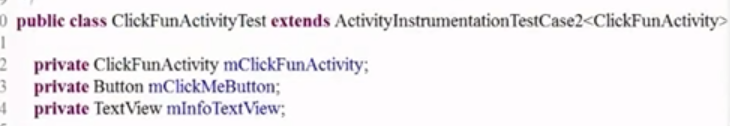 0 public class ClickFunActivityTest extends ActivityInstrumentationTestCase2<ClickFunActivity>
1
2 private ClickFunActivity mClickFunActivity;
3 private Button mClickMeButton;
4 private TextView mInfoTextView;